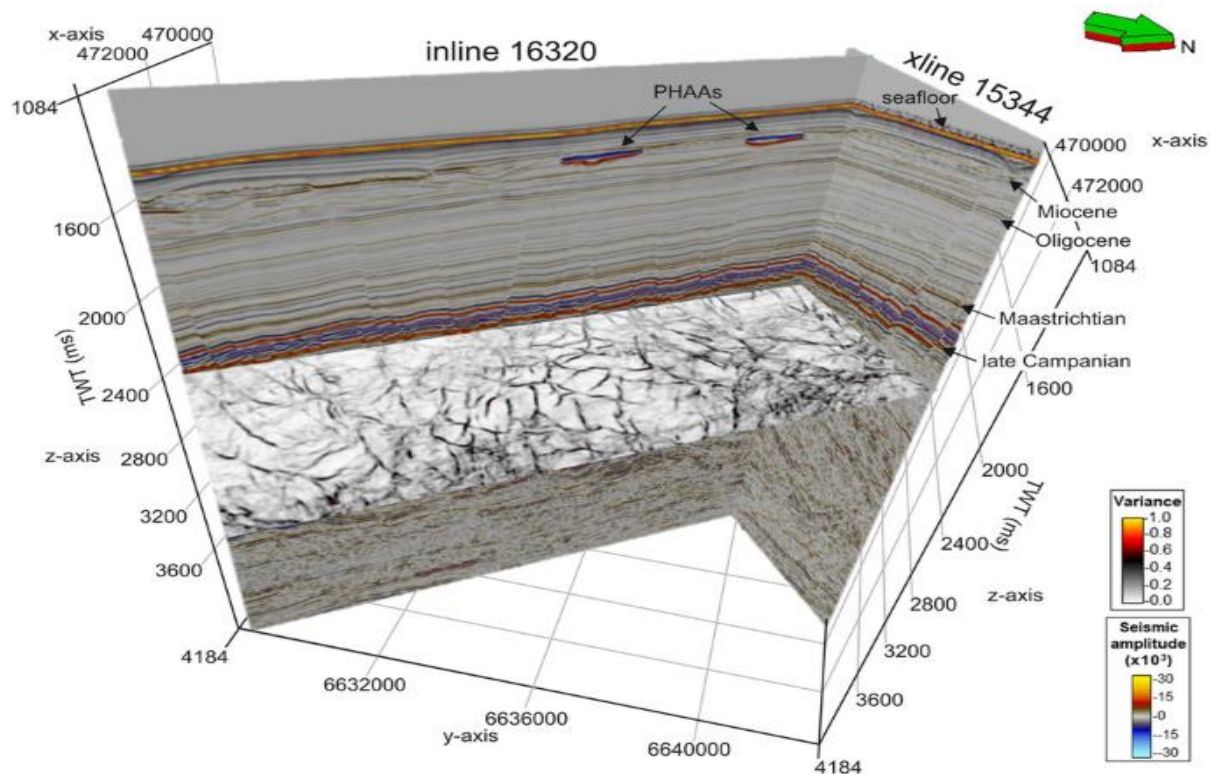 x-axis
470000
472000
inline 16320
xline 15344
N
1084
PHAAs
seafloor
470000
x-axis
472000
1600
Miocene
Oligocene
1084
2000
Maastrichtian
TWT (ms)
late Campanian
2400
1600
z-axis
2800
2000
TWT (ms)
3200
2400
3600
2800
z-axis
4184
3200
6632000
3600
6636000
y-axis
6640000
4184
Variance
1.0
0.8
0.6
0.4
0.2
0.0
Seismic
amplitude
(x10³)
30
15
0
-15
-30